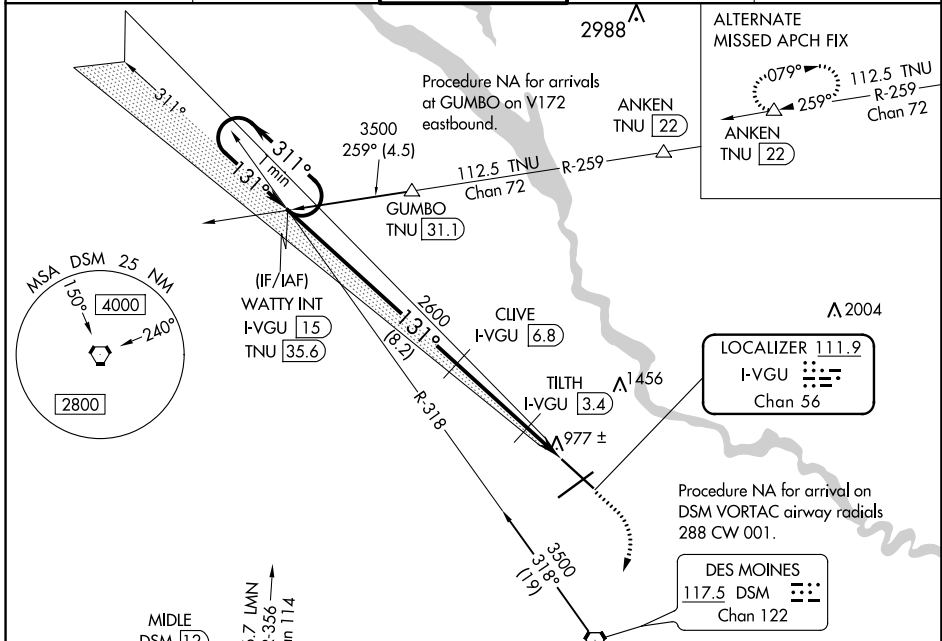 2988
ALTERNATE
MISSED APCH FIX
079°
259°
112.5 TNU
R-259
Chan 72
ANKEN
TNU 22
Procedure NA for arrivals
at GUMBO on V172
eastbound.
ANKEN
TNU 22
3500
259° (4.5)
112.5 TNU
R-259
Chan 72
GUMBO
TNU 31.1
311°
311°
131°
1 min
(IF/IAF)
WATTY INT
I-VGU 15
TNU 35.6
MSA DSM 25 NM
150°
4000
240°
2800
2600
131°
(8.2)
CLIVE
I-VGU 6.8
2004
LOCALIZER 111.9
I-VGU
Chan 56
TILTH
I-VGU 3.4
1456
977 ±
R-318
Procedure NA for arrival on
DSM VORTAC airway radials
288 CW 001.
3500
318°
(19)
DES MOINES
117.5 DSM
Chan 122
MIDLE
DSM 12
LMN
R-356
114